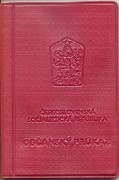 ČESKOSLOVENSKÁ
SOCIALISTICKÁ REPUBLIKA
OBČANSKÝ PRŮKAZ